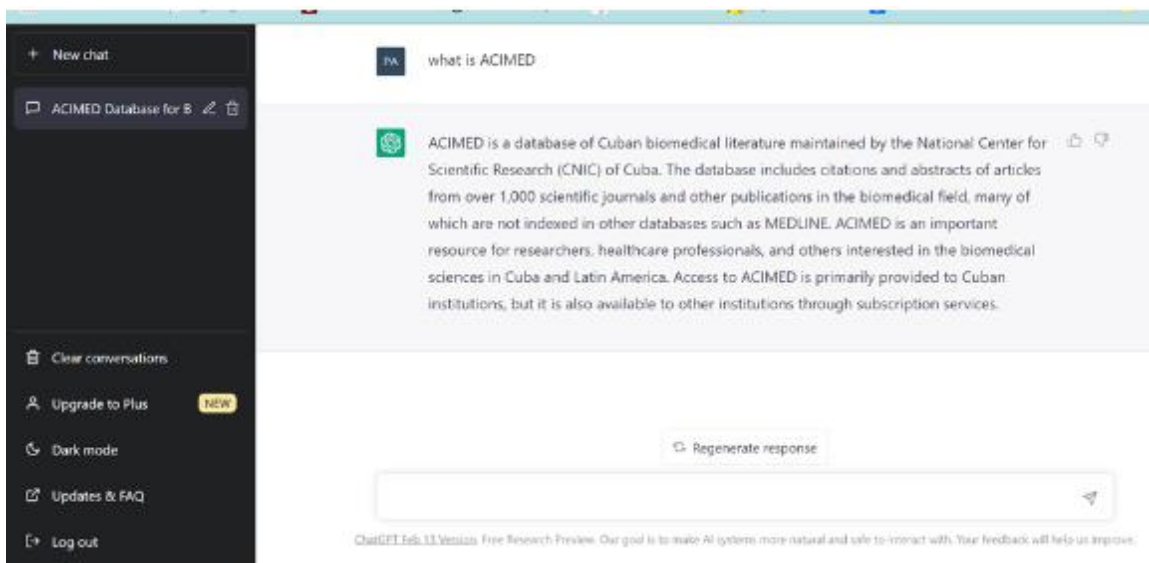 New chat
ACIMED Database for B
Clear conversations
Upgrade to Plus NEW
Dark mode
Updates & FAQ
Log out
PA what is ACIMED
ACIMED is a database of Cuban biomedical literature maintained by the National Center for
Scientific Research (CNIC) of Cuba. The database includes citations and abstracts of articles
from over 1,000 scientific journals and other publications in the biomedical field, many of
which are not indexed in other databases such as MEDLINE. ACIMED is an important
resource for researchers, healthcare professionals, and others interested in the biomedical
sciences in Cuba and Latin America. Access to ACIMED is primarily provided to Cuban
institutions, but it is also available to other institutions through subscription services.
Regenerate response
ChatGPT Feb 13 Version. Free Research Preview. Our goal is to make AI systems more natural and safe to interact with. Your feedback will help us improve.